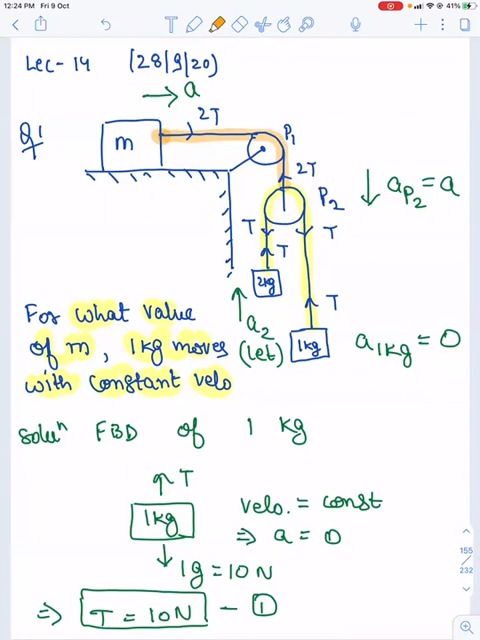 12:24 PM Fri 9 Oct
41%
Lec-14 (28/9/20)
→ a
Q1
2T
m
P1
2T
P2
↓ aP2 = a
T
T
T
2kg
T
a2
(let)
1kg
a1kg = 0
For what value
of m, 1kg moves
with constant velo
Soluⁿ FBD of 1 kg
↑ T
1kg
velo. = const
⇒ a = 0
↓ 1g = 10 N
⇒ T = 10N - ①
155
232